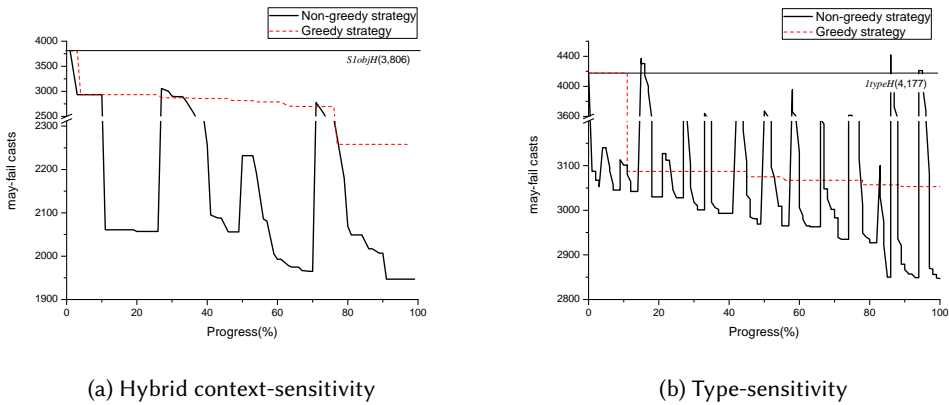 Non-greedy strategy
Greedy strategy
4000
3500
3000
2500
2300
2200
2100
2000
1900
may-fail casts
S1objH(3,806)
0
20
40
60
80
100
Progress(%)
(a) Hybrid context-sensitivity
Non-greedy strategy
Greedy strategy
4400
4000
3600
3100
3000
2900
2800
may-fail casts
1typeH(4,177)
0
20
40
60
80
100
Progress(%)
(b) Type-sensitivity